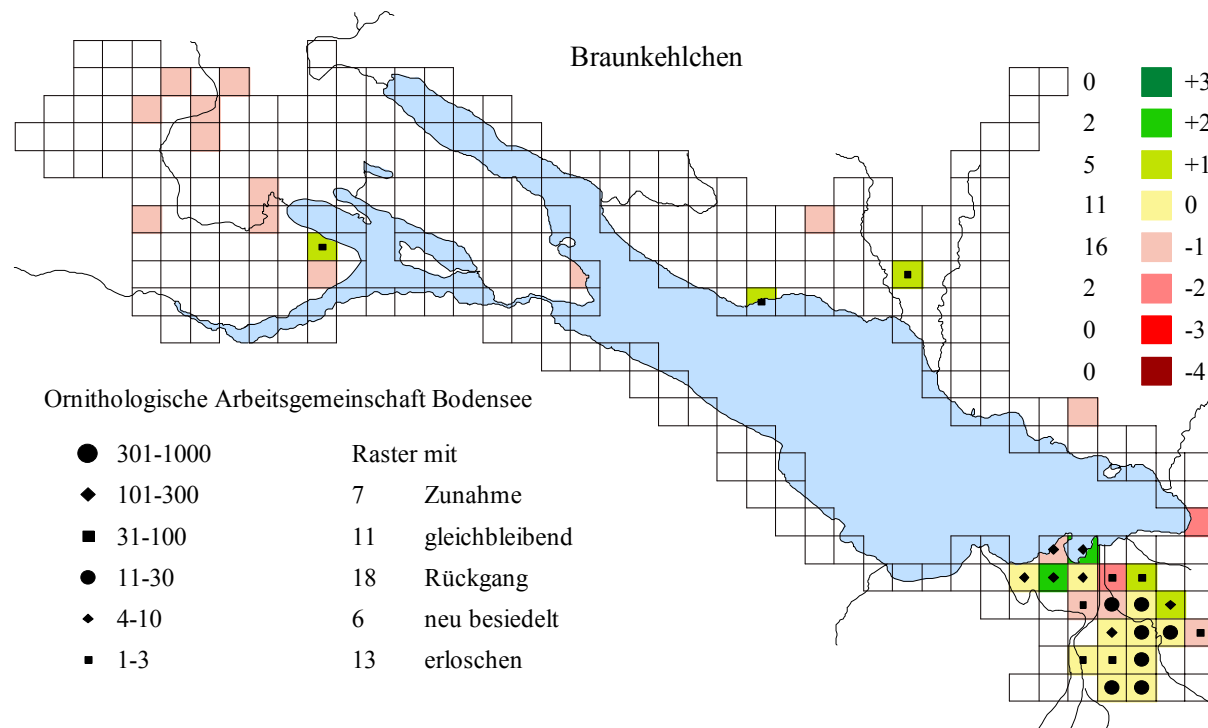 Braunkehlchen
0 +3
2 +2
5 +1
11 0
16 -1
2 -2
0 -3
0 -4
Ornithologische Arbeitsgemeinschaft Bodensee
301-1000 Raster mit
101-300 7 Zunahme
31-100 11 gleichbleibend
11-30 18 Rückgang
4-10 6 neu besiedelt
1-3 13 erloschen